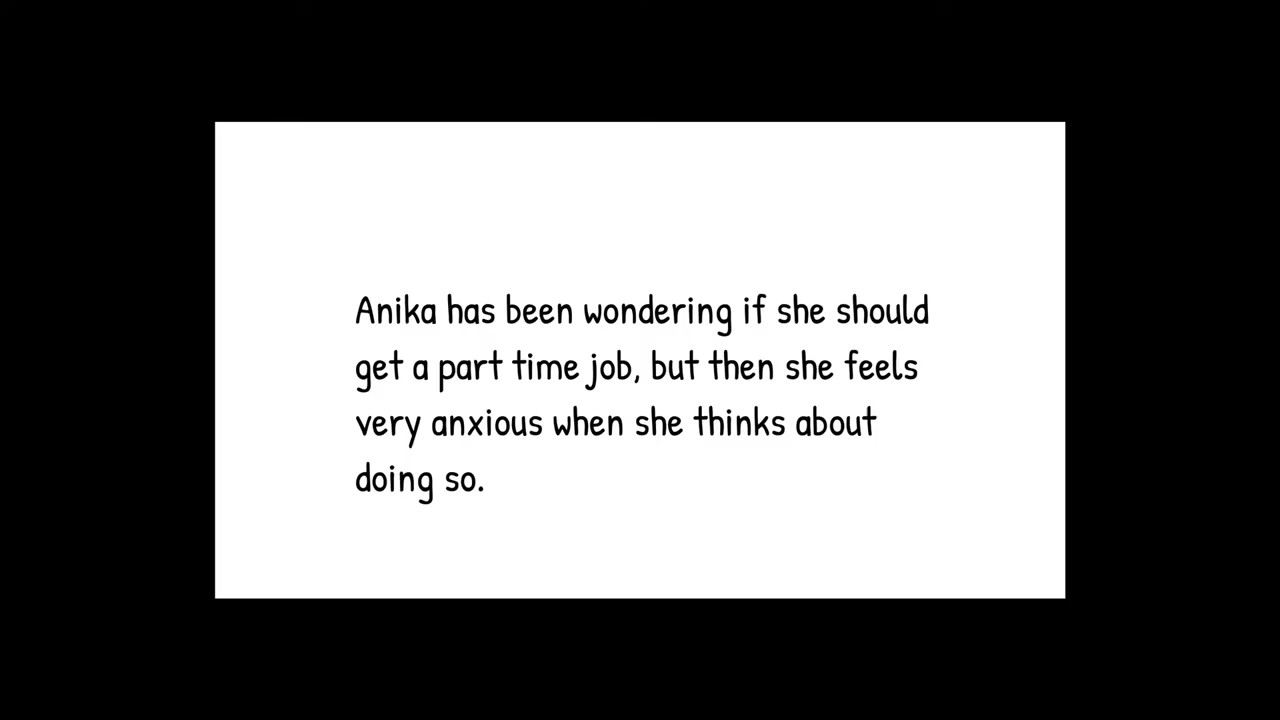 Anika has been wondering if she should
get a part time job, but then she feels
very anxious when she thinks about
doing so.